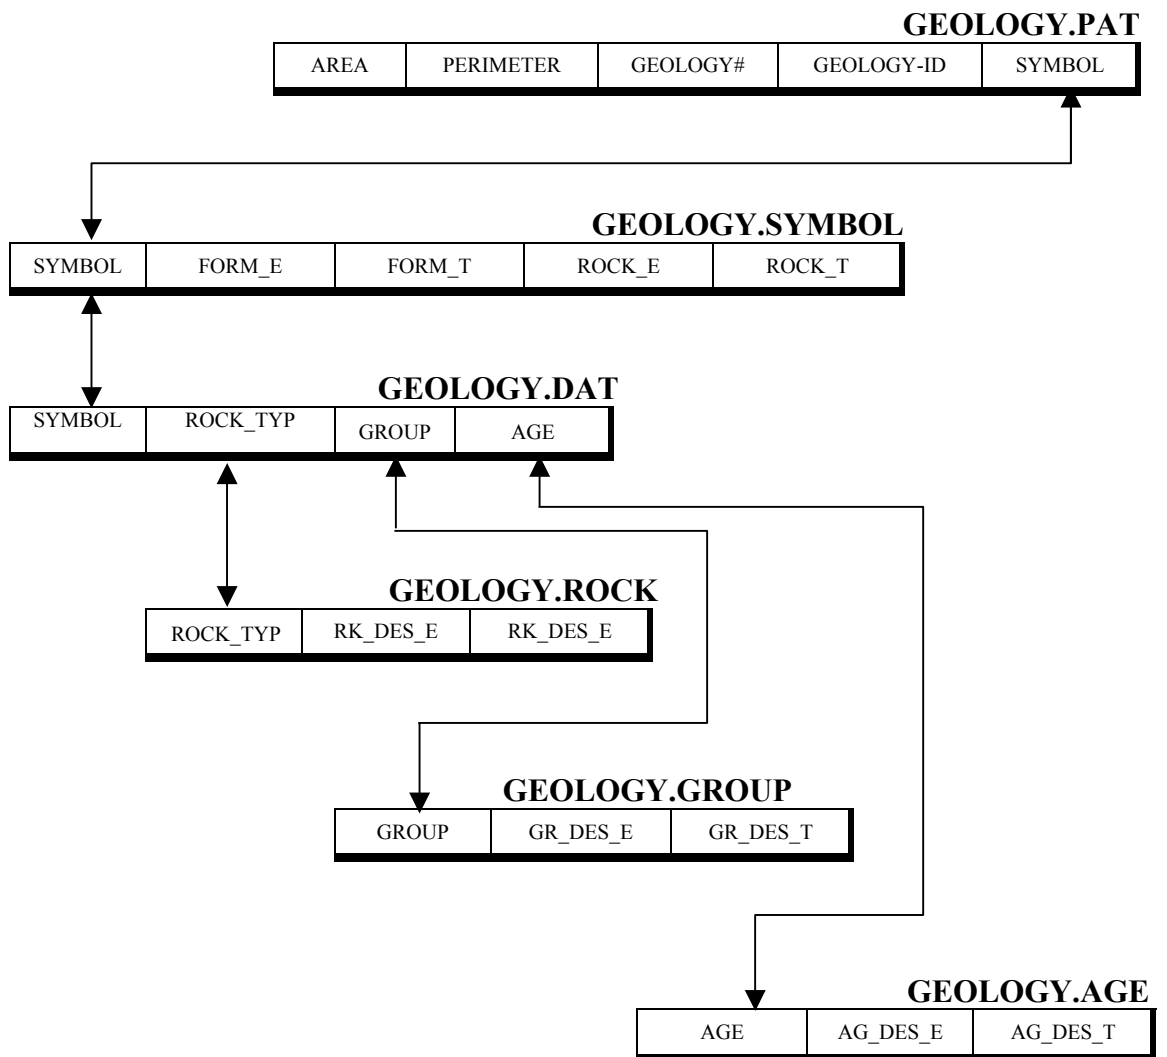 GEOLOGY.PAT
AREA PERIMETER GEOLOGY# GEOLOGY-ID SYMBOL
GEOLOGY.SYMBOL
SYMBOL FORM_E FORM_T ROCK_E ROCK_T
GEOLOGY.DAT
SYMBOL ROCK_TYP GROUP AGE
GEOLOGY.ROCK
ROCK_TYP RK_DES_E RK_DES_E
GEOLOGY.GROUP
GROUP GR_DES_E GR_DES_T
GEOLOGY.AGE
AGE AG_DES_E AG_DES_T